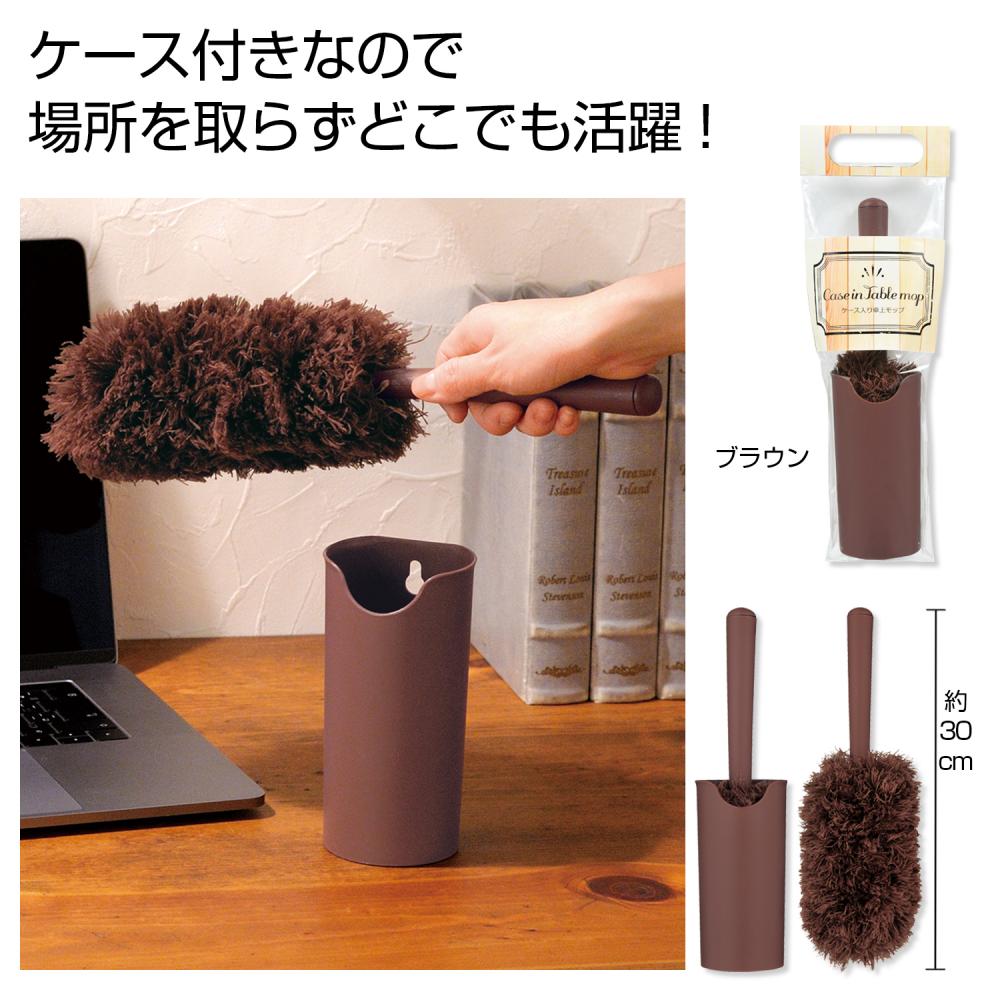 ケース付きなので
場所を取らずどこでも活躍！
Case in Table mop
ケース入り卓上モップ
ブラウン
Treasure
Island
Treasure
Island
Robert Louis
Stevenson
Robert Louis
Stevenson
約
30
cm